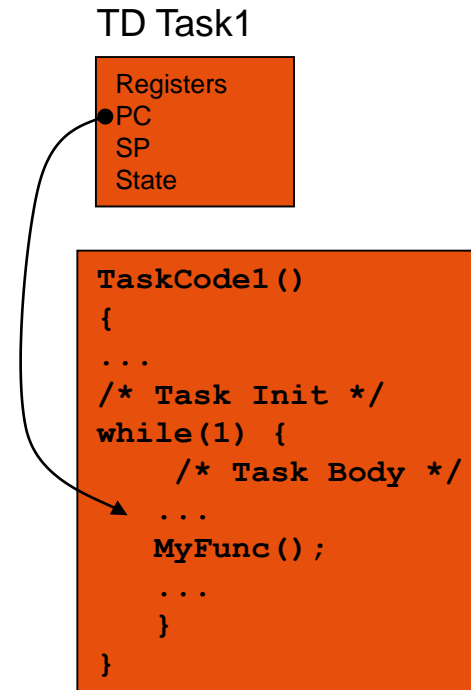 TD Task1
Registers
PC
SP
State
TaskCode1()
{
...
/* Task Init */
while(1) {
/* Task Body */
...
MyFunc();
...
}
}